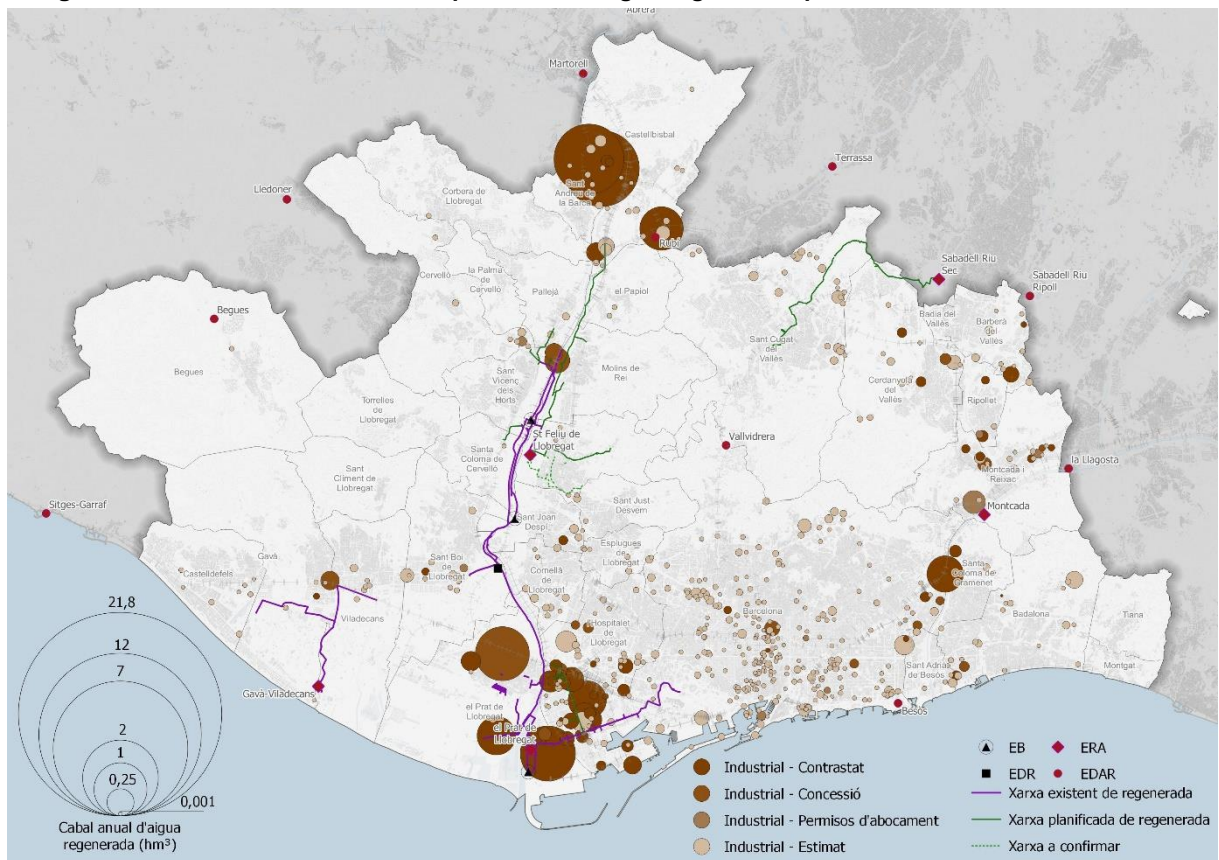 Abrera
Martorell
Castellbisbal
Terrassa
Lledoner
Corbera de
Llobregat
Sant
Andreu de
la Barca
Rubí
Sabadell Riu
Sec
Sabadell Riu
Ripoll
Cervelló
la Palma
de
Cervelló
Pallejà
el Papiol
Begues
Badia del
Vallès
Barberà
del
Vallès
Sant Cugat
del
Vallès
Begues
Sant
Vicenç
dels
Horts
Molins de
Rei
Cerdanyola
del
Vallès
Ripollet
Torrelles
de
Llobregat
St Feliu de
Llobregat
Vallvidrera
Santa
Coloma de
Cervelló
la Llagosta
Montcada i
Reixac
Sant
Climent de
Llobregat
Sant Just
Desvern
Montcada
Sitges-Garraf
Sant Joan
Despí
Esplugues
de
Llobregat
Gavà
Sant Boi
de
Llobregat
Santa
Coloma de
Gramenet
Castelldefels
Cornellà
de
Llobregat
Viladecans
Barcelona
Badalona
Tiana
Hospitalet
de
Llobregat
Sant Adrià
de Besòs
Montgat
Gavà-Viladecans
el Prat de
Llobregat
el Prat de
Llobregat
Besòs
21,8
12
7
2
1
0,25
0,001
Cabal anual d'aigua
regenerada (hm³)
Industrial - Contrastat
Industrial - Concessió
Industrial - Permisos d'abocament
Industrial - Estimat
EB
ERA
EDR
EDAR
Xarxa existent de regenerada
Xarxa planificada de regenerada
Xarxa a confirmar